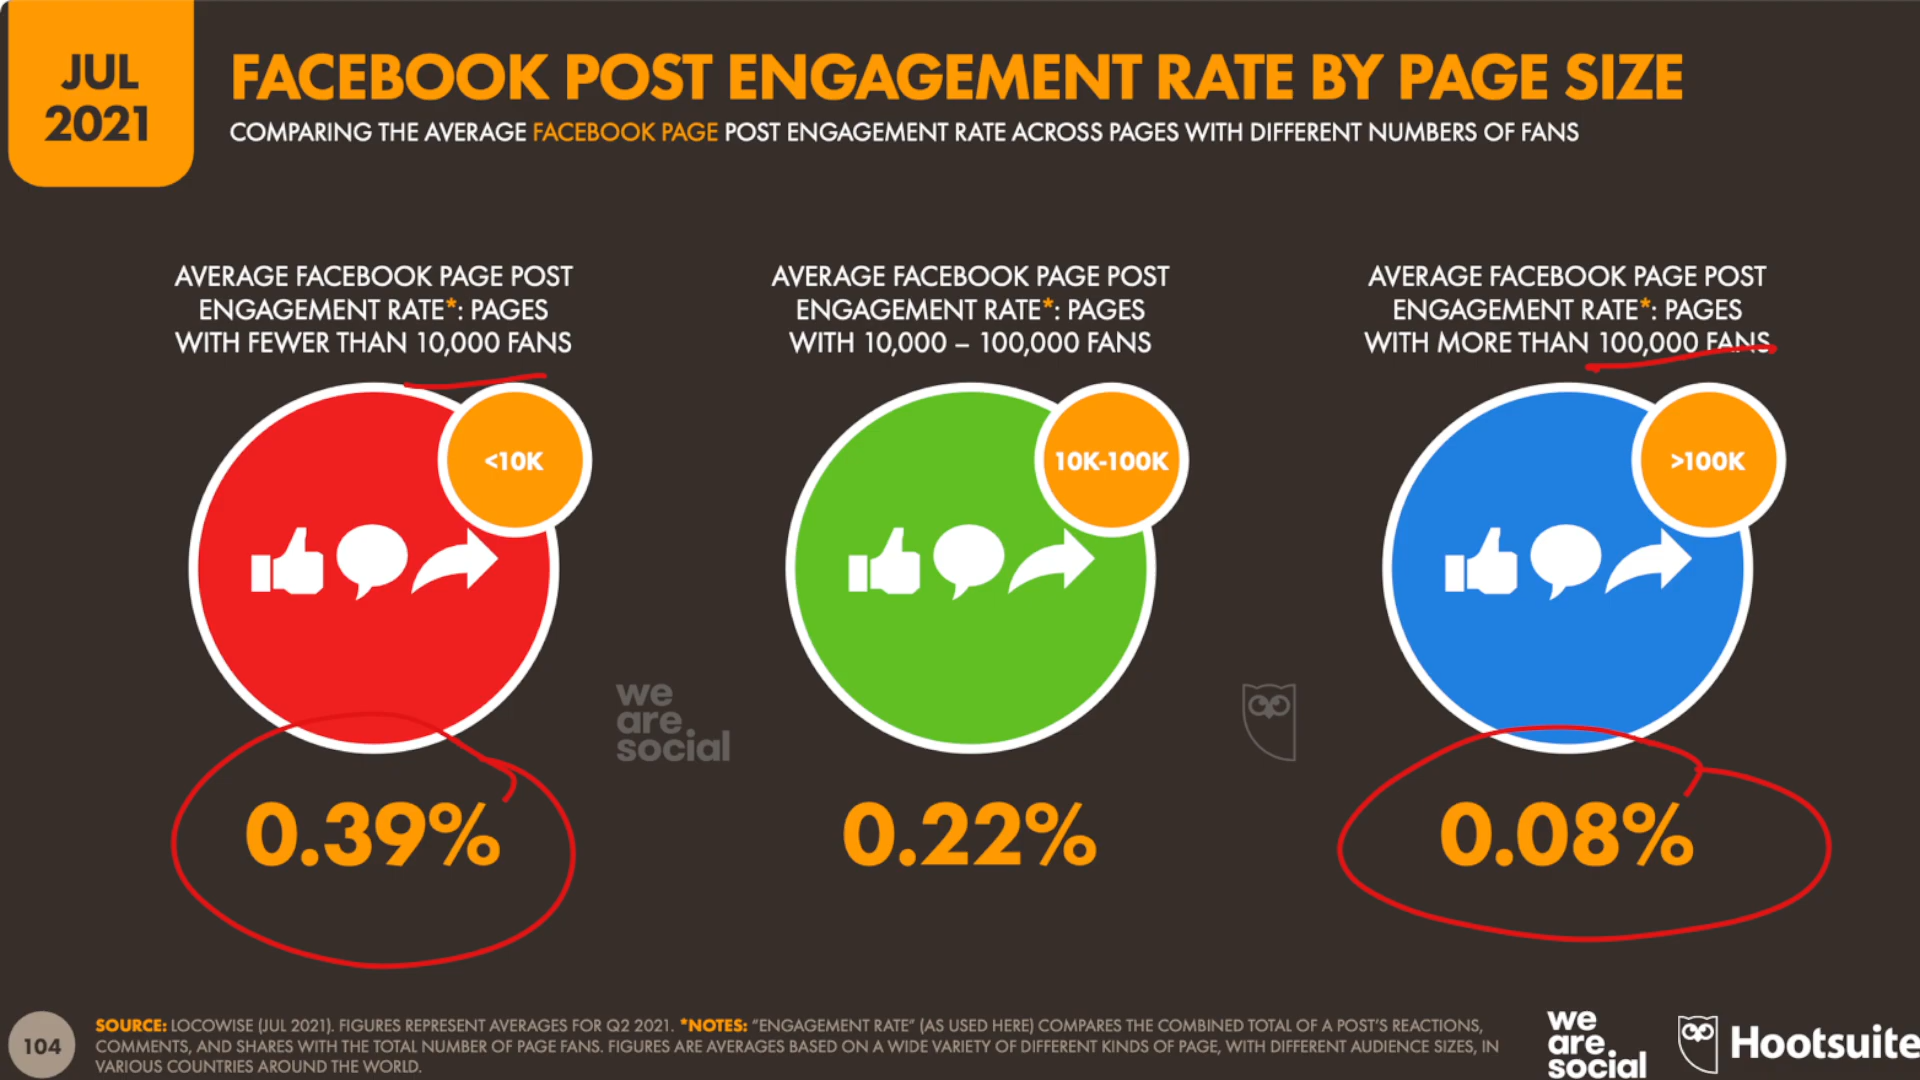 JUL
2021
FACEBOOK POST ENGAGEMENT RATE BY PAGE SIZE
COMPARING THE AVERAGE FACEBOOK PAGE POST ENGAGEMENT RATE ACROSS PAGES WITH DIFFERENT NUMBERS OF FANS
AVERAGE FACEBOOK PAGE POST
ENGAGEMENT RATE*: PAGES
WITH FEWER THAN 10,000 FANS
<10K
0.39%
AVERAGE FACEBOOK PAGE POST
ENGAGEMENT RATE*: PAGES
WITH 10,000 – 100,000 FANS
10K-100K
0.22%
AVERAGE FACEBOOK PAGE POST
ENGAGEMENT RATE*: PAGES
WITH MORE THAN 100,000 FANS
>100K
0.08%
we
are
social
104
SOURCE: LOCOWISE (JUL 2021). FIGURES REPRESENT AVERAGES FOR Q2 2021. *NOTES: "ENGAGEMENT RATE" (AS USED HERE) COMPARES THE COMBINED TOTAL OF A POST'S REACTIONS,
COMMENTS, AND SHARES WITH THE TOTAL NUMBER OF PAGE FANS. FIGURES ARE AVERAGES BASED ON A WIDE VARIETY OF DIFFERENT KINDS OF PAGE, WITH DIFFERENT AUDIENCE SIZES, IN
VARIOUS COUNTRIES AROUND THE WORLD.
we
are
social
Hootsuite